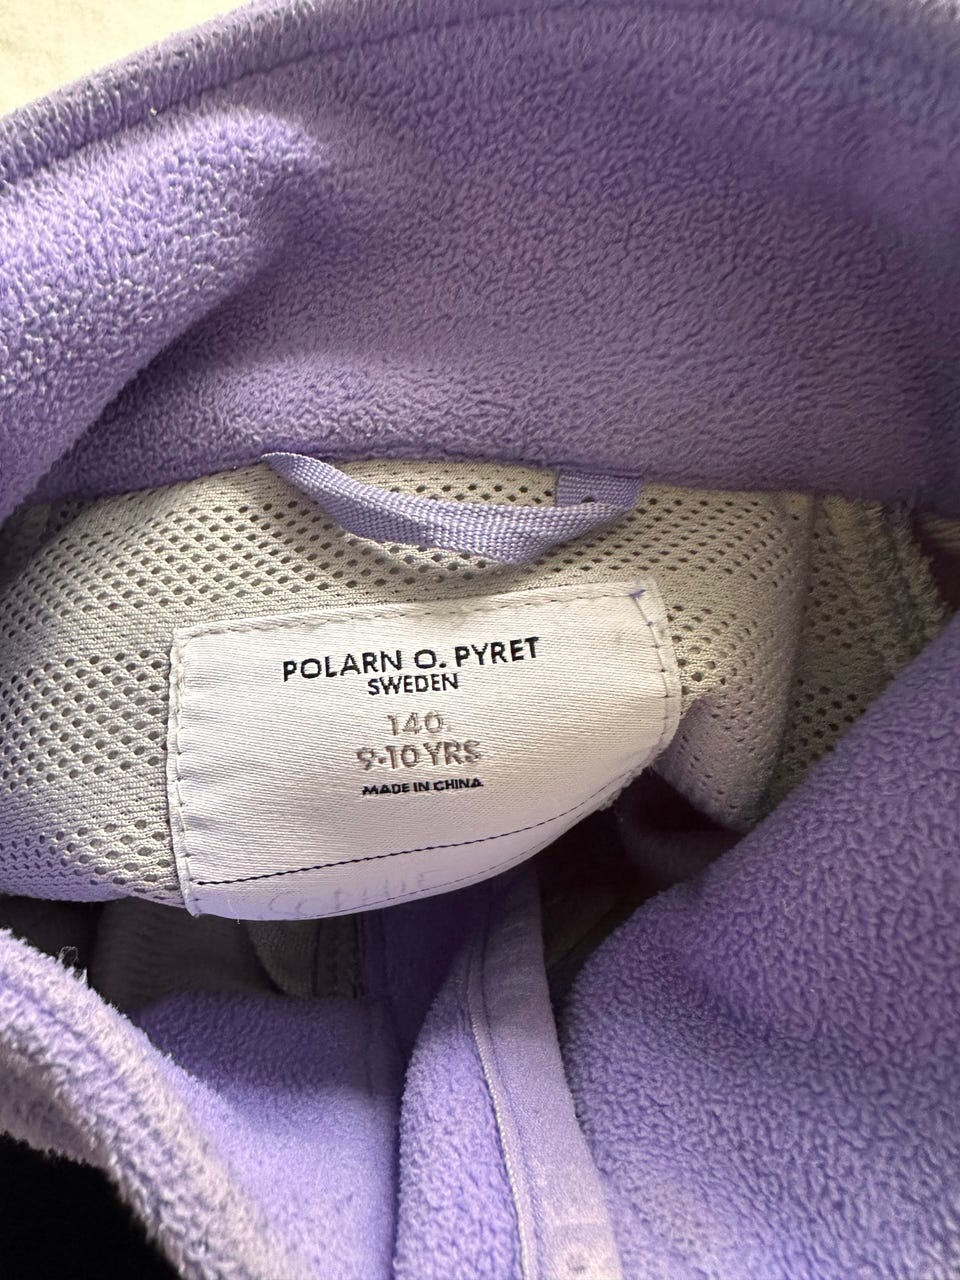 POLARN O. PYRET
SWEDEN
140
9-10 YRS
MADE IN CHINA